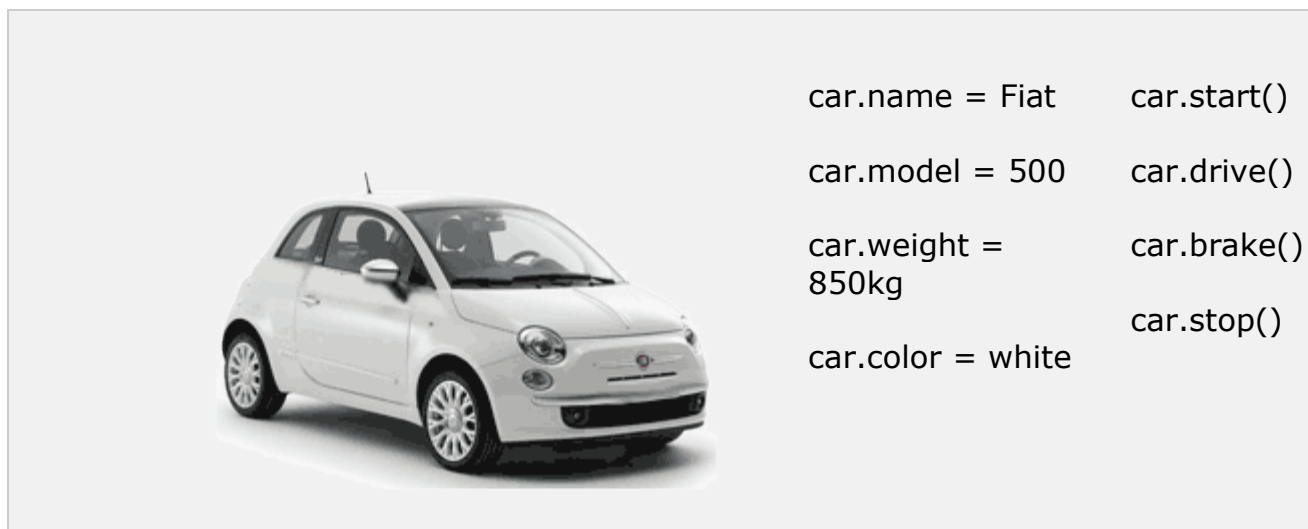 car.name = Fiat
car.model = 500
car.weight =
850kg
car.color = white
car.start()
car.drive()
car.brake()
car.stop()